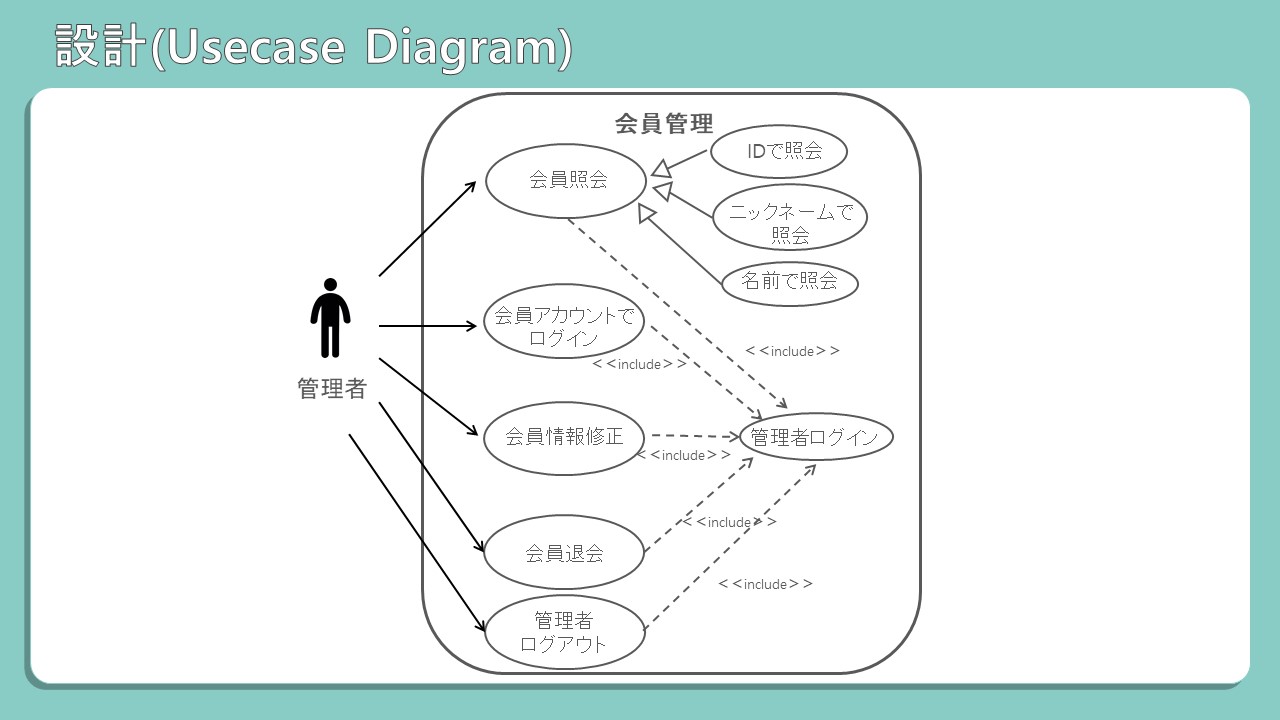 設計(Usecase Diagram)
会員管理
IDで照会
会員照会
ニックネームで
照会
名前で照会
会員アカウントで
ログイン
<<include>>
<<include>>
管理者
会員情報修正
管理者ログイン
<<include>>
<<include>>
会員退会
<<include>>
管理者
ログアウト